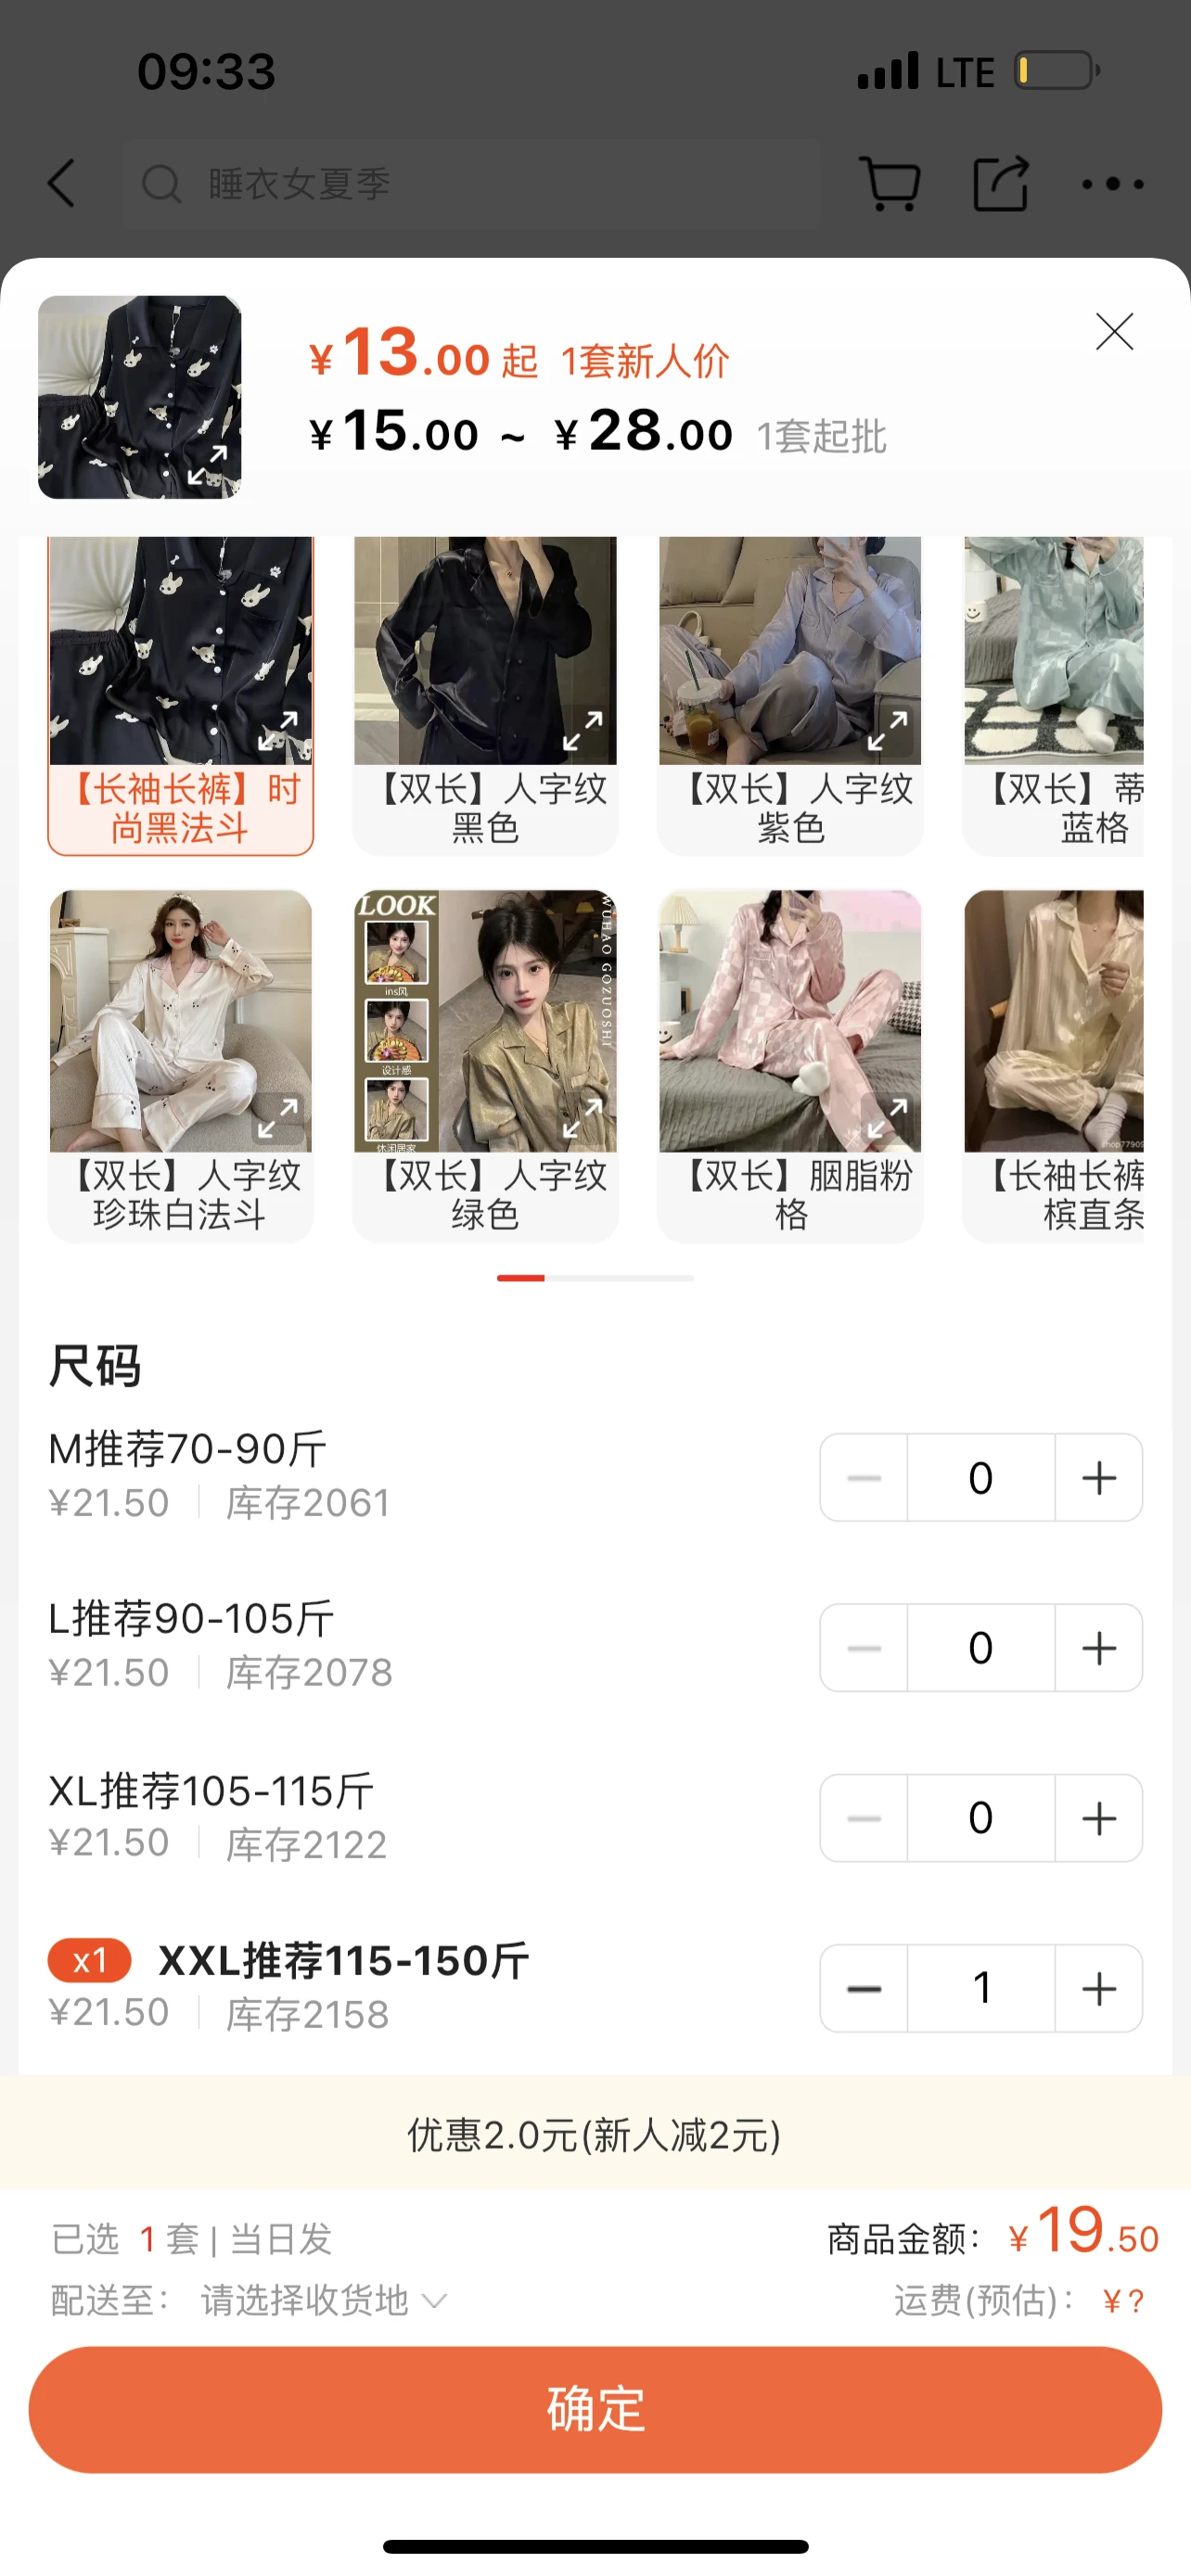 09:33
LTE
睡衣女夏季
¥13.00起 1套新人价
¥15.00 ~ ¥28.00 1套起批
【长袖长裤】时
尚黑法斗
【双长】人字纹
黑色
【双长】人字纹
紫色
【双长】蒂
蓝格
LOOK
ins风
设计感
休闲居家
WUHAO GOZUOSHI
shop7790
【双长】人字纹
珍珠白法斗
【双长】人字纹
绿色
【双长】胭脂粉
格
【长袖长裤
槟直条
尺码
M推荐70-90斤
¥21.50 库存2061
0
L推荐90-105斤
¥21.50 库存2078
0
XL推荐105-115斤
¥21.50 库存2122
0
x1 XXL推荐115-150斤
¥21.50 库存2158
1
优惠2.0元(新人减2元)
已选 1 套 | 当日发
商品金额: ¥19.50
配送至: 请选择收货地
运费(预估): ¥?
确定